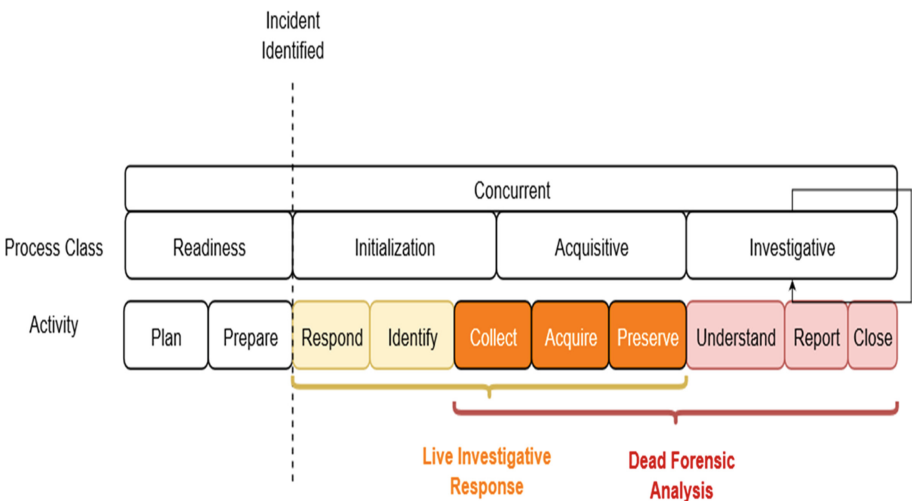 Incident
Identified
Concurrent
Process Class
Readiness
Initialization
Acquisitive
Investigative
Activity
Plan
Prepare
Respond
Identify
Collect
Acquire
Preserve
Understand
Report
Close
Live Investigative
Response
Dead Forensic
Analysis